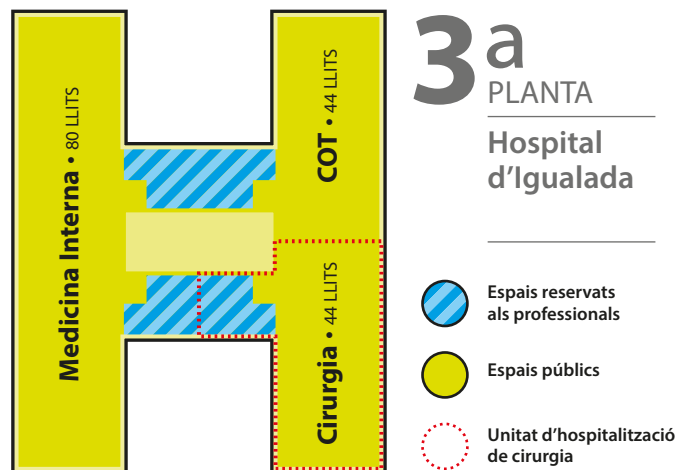 Medicina Interna • 80 LLITS
COT • 44 LLITS
Cirurgia • 44 LLITS
3a
PLANTA
Hospital
d'Igualada
Espais reservats
als professionals
Espais públics
Unitat d'hospitalització
de cirurgia